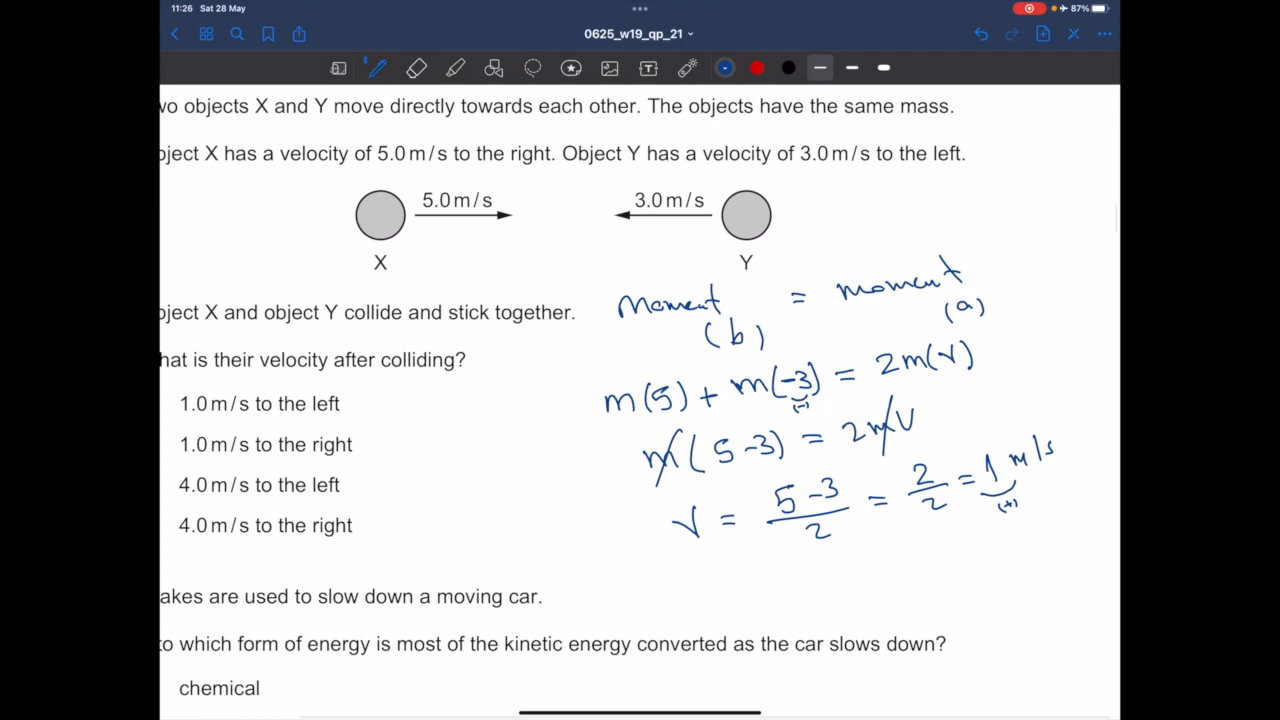 11:26 Sat 28 May
87%
0625_w19_qp_21
wo objects X and Y move directly towards each other. The objects have the same mass.
bject X has a velocity of 5.0 m/s to the right. Object Y has a velocity of 3.0 m/s to the left.
5.0 m/s 3.0 m/s
X Y
bject X and object Y collide and stick together.
Moment = moment
(b) (a)
hat is their velocity after colliding?
m(5) + m(-3) = 2m(V)
(-)
1.0 m/s to the left
1.0 m/s to the right
m(5-3) = 2mV
4.0 m/s to the left
4.0 m/s to the right
V = 5-3/2 = 2/2 = 1 m/s
(+)
akes are used to slow down a moving car.
to which form of energy is most of the kinetic energy converted as the car slows down?
chemical